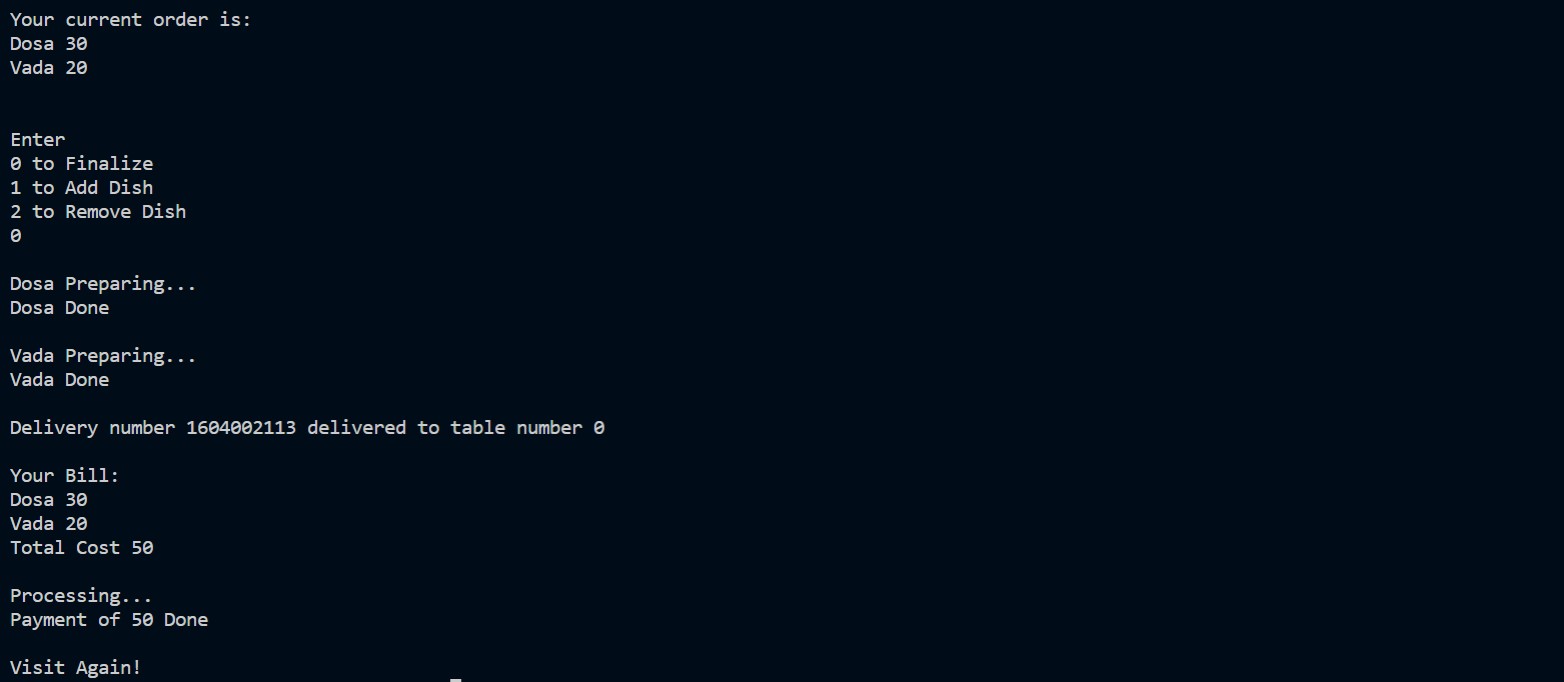 Your current order is:
Dosa 30
Vada 20
Enter
0 to Finalize
1 to Add Dish
2 to Remove Dish
0
Dosa Preparing...
Dosa Done
Vada Preparing...
Vada Done
Delivery number 1604002113 delivered to table number 0
Your Bill:
Dosa 30
Vada 20
Total Cost 50
Processing...
Payment of 50 Done
Visit Again!